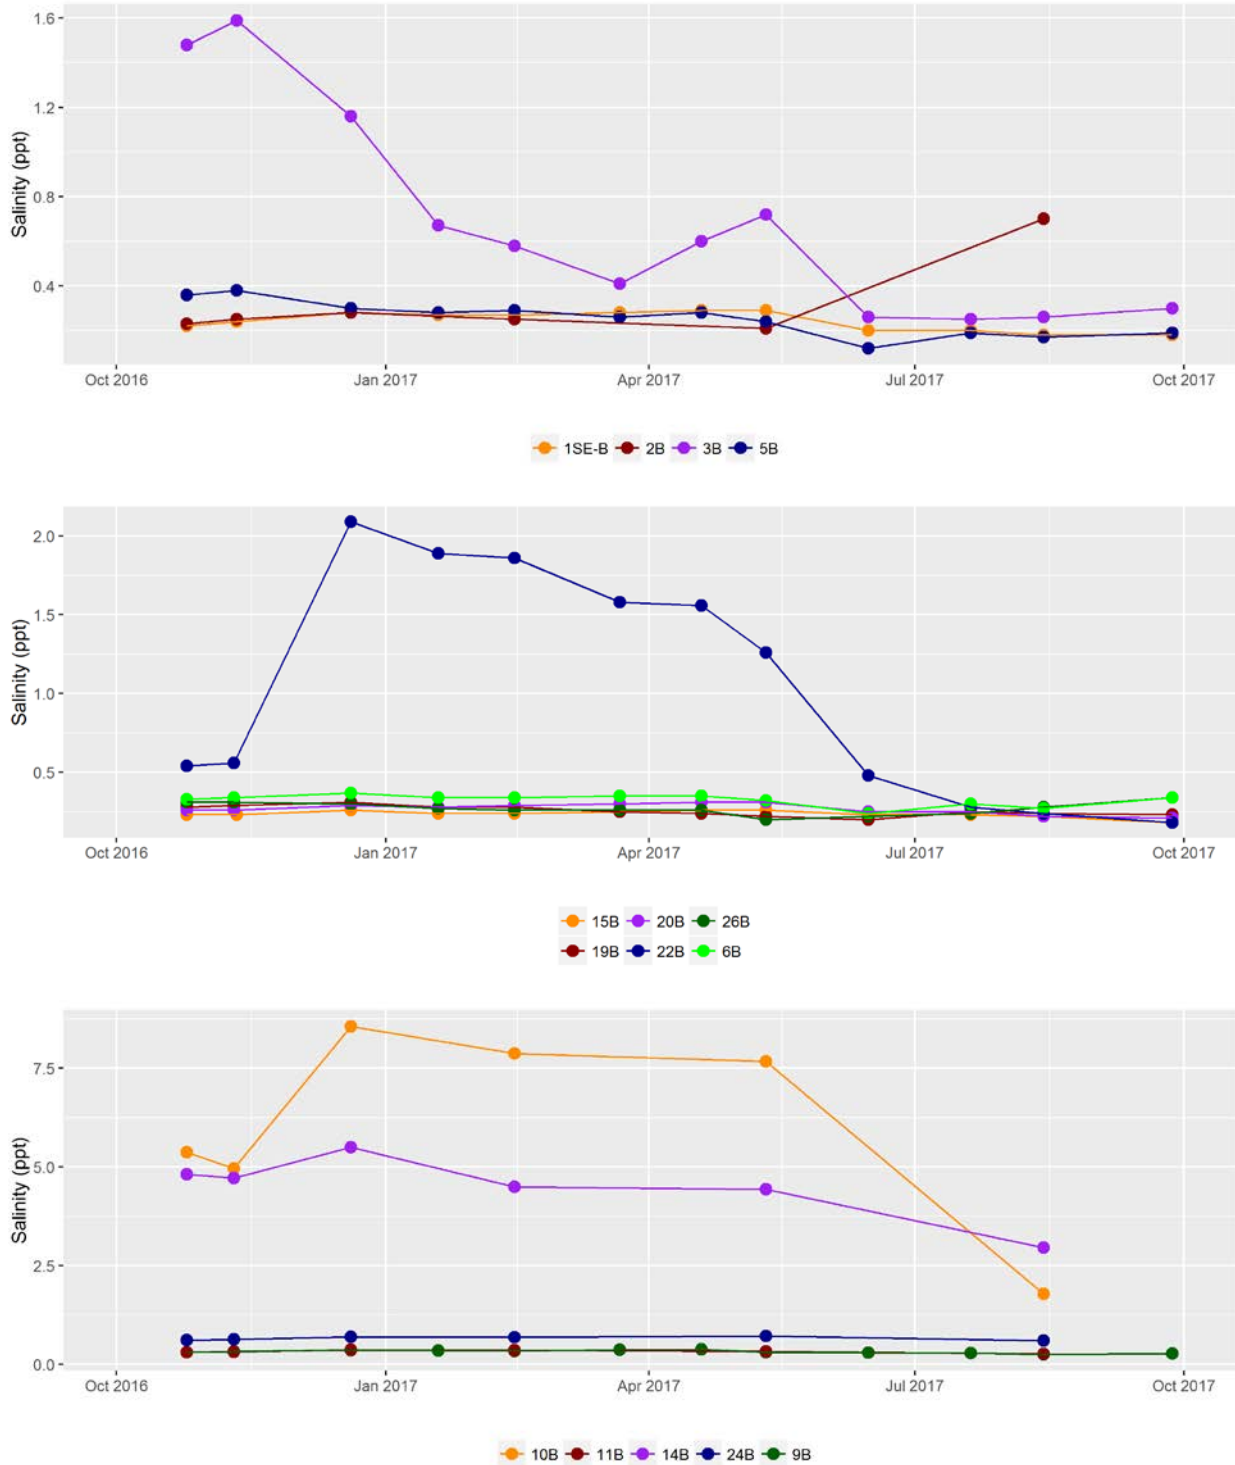 1.6
1.2
0.8
0.4
Salinity (ppt)
Oct 2016 Jan 2017 Apr 2017 Jul 2017 Oct 2017
1SE-B 2B 3B 5B
2.0
1.5
1.0
0.5
Salinity (ppt)
Oct 2016 Jan 2017 Apr 2017 Jul 2017 Oct 2017
15B 20B 26B
19B 22B 6B
7.5
5.0
2.5
0.0
Salinity (ppt)
Oct 2016 Jan 2017 Apr 2017 Jul 2017 Oct 2017
10B 11B 14B 24B 9B